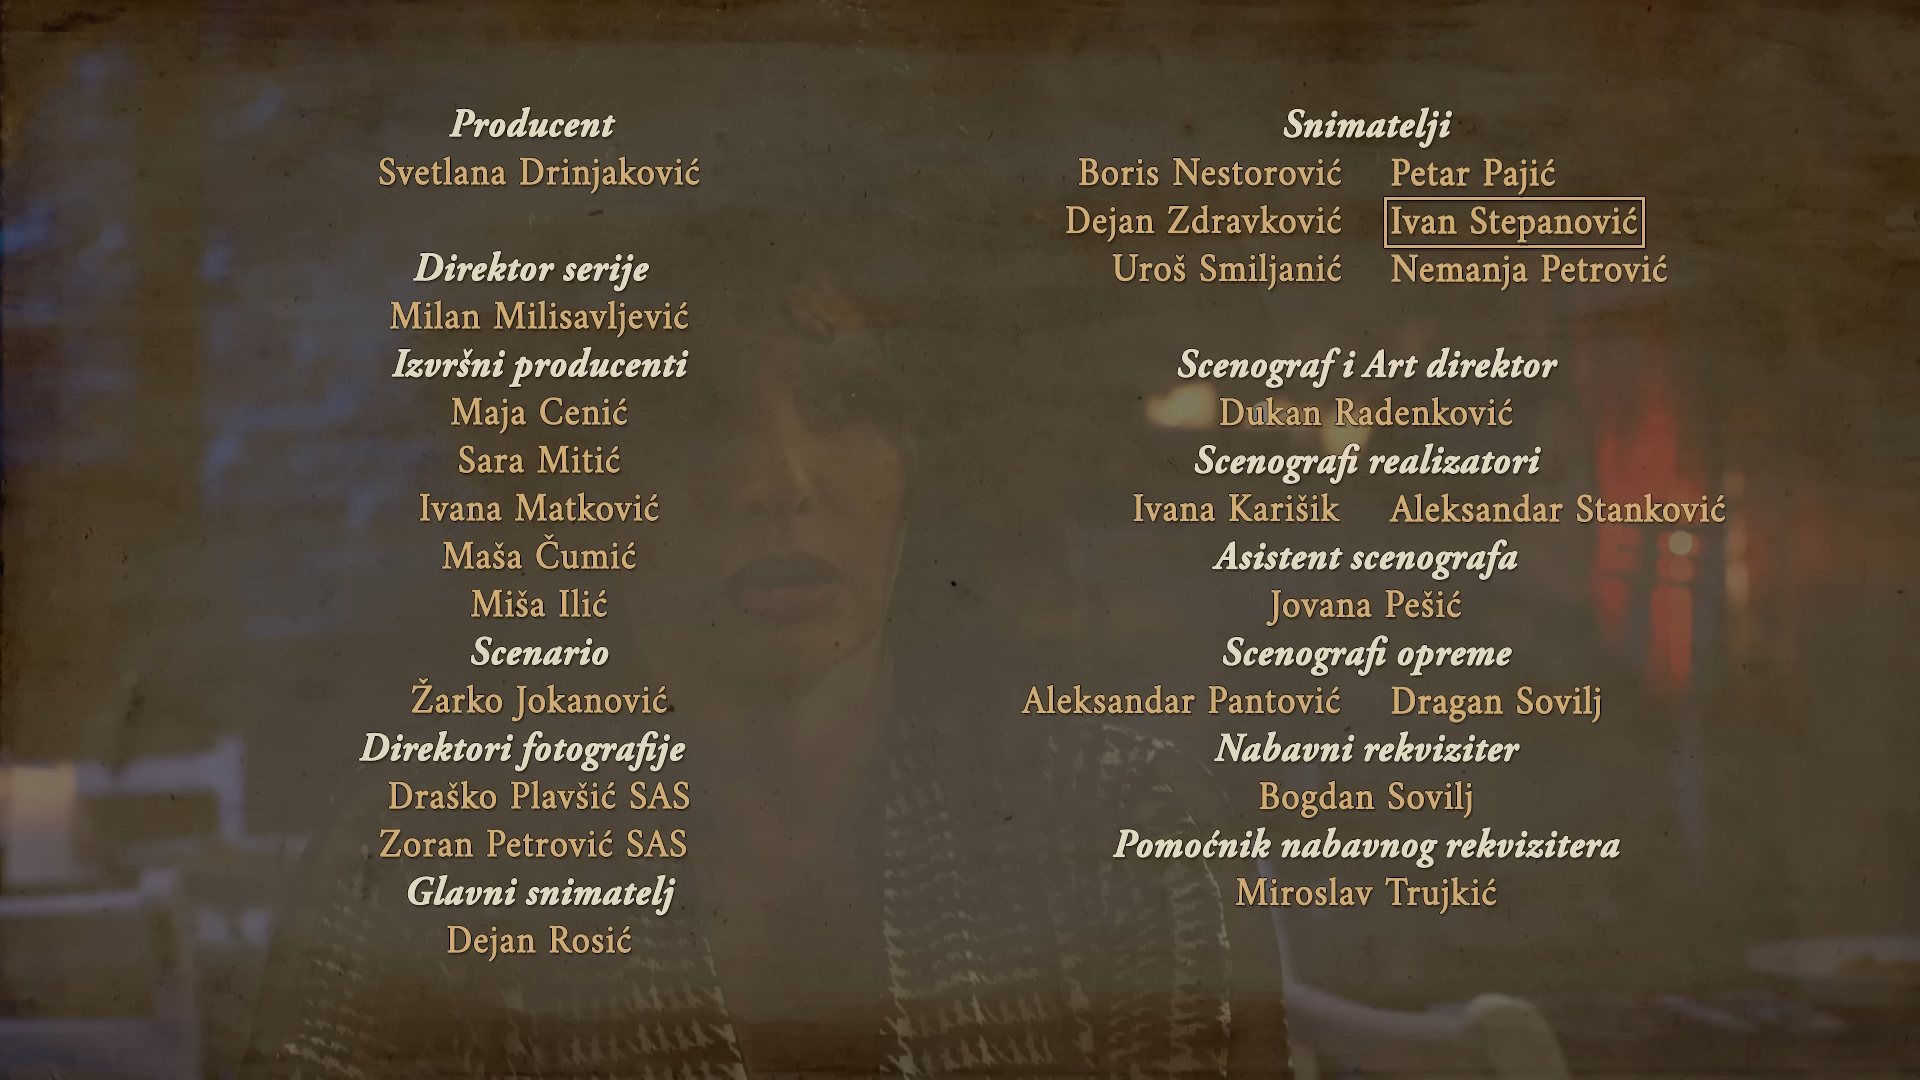 Producent
Svetlana Drinjaković
Direktor serije
Milan Milisavljević
Izvršni producenti
Maja Cenić
Sara Mitić
Ivana Matković
Maša Čumić
Miša Ilić
Scenario
Žarko Jokanović
Direktori fotografije
Draško Plavšić SAS
Zoran Petrović SAS
Glavni snimatelj
Dejan Rosić
Snimatelji
Boris Nestorović Petar Pajić
Dejan Zdravković Ivan Stepanović
Uroš Smiljanić Nemanja Petrović
Scenograf i Art direktor
Dukan Radenković
Scenografi realizatori
Ivana Karišik Aleksandar Stanković
Asistent scenografa
Jovana Pešić
Scenografi opreme
Aleksandar Pantović Dragan Sovilj
Nabavni rekviziter
Bogdan Sovilj
Pomoćnik nabavnog rekvizitera
Miroslav Trujkić